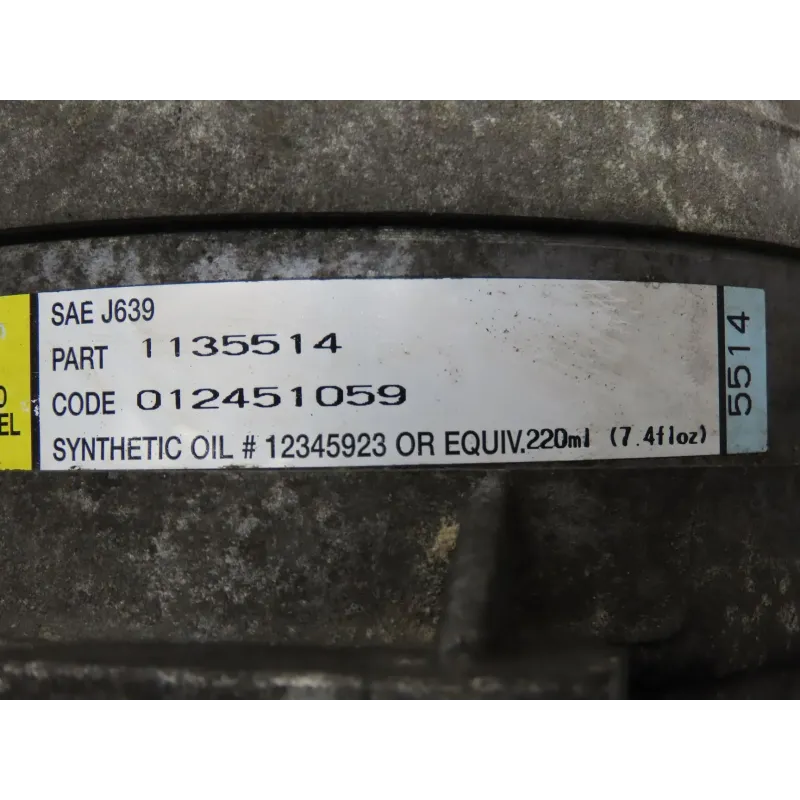 SAE J639
PART 1135514
CODE 012451059
SYNTHETIC OIL # 12345923 OR EQUIV.220ml (7.4floz)
5514